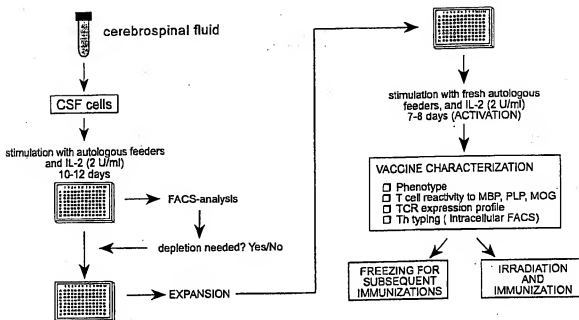 cerebrospinal fluid
CSF cells
stimulation with autologous feeders
and IL-2 (2 U/ml)
10-12 days
FACS-analysis
depletion needed? Yes/No
EXPANSION
stimulation with fresh autologous
feeders, and IL-2 (2 U/ml)
7-8 days (ACTIVATION)
VACCINE CHARACTERIZATION
Phenotype
T cell reactivity to MBP, PLP, MOG
TCR expression profile
Th typing ( Intracellular FACS)
FREEZING FOR
SUBSEQUENT
IMMUNIZATIONS
IRRADIATION
AND
IMMUNIZATION